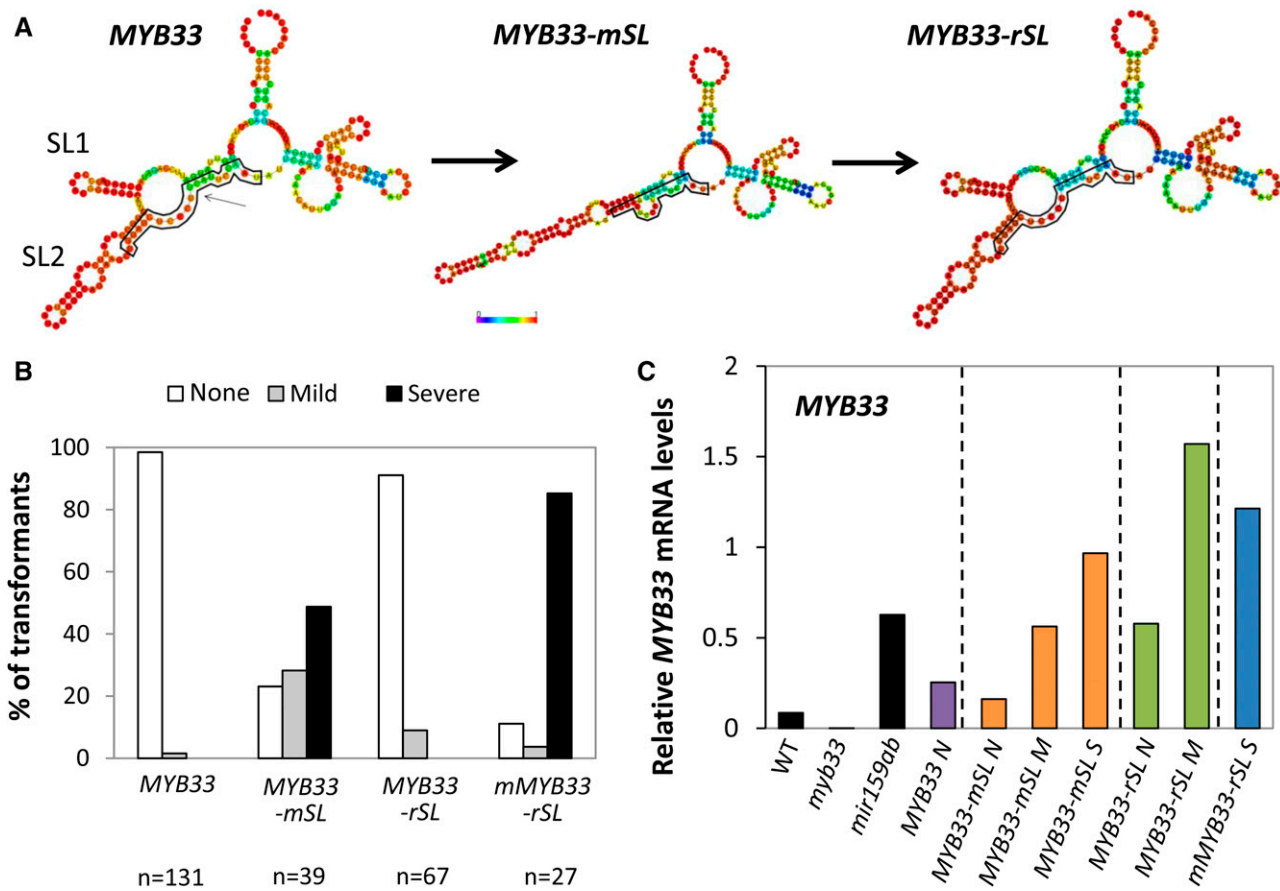 A
MYB33
MYB33-mSL
MYB33-rSL
SL1
SL2
0 1
B
None Mild Severe
% of transformants
100
80
60
40
20
0
MYB33
MYB33
-mSL
MYB33
-rSL
mMYB33
-rSL
n=131
n=39
n=67
n=27
C
MYB33
Relative MYB33 mRNA levels
2
1.5
1
0.5
0
WT
myb33
mir159ab
MYB33 N
MYB33-mSL N
MYB33-mSL M
MYB33-mSL S
MYB33-rSL N
MYB33-rSL M
mMYB33-rSL S